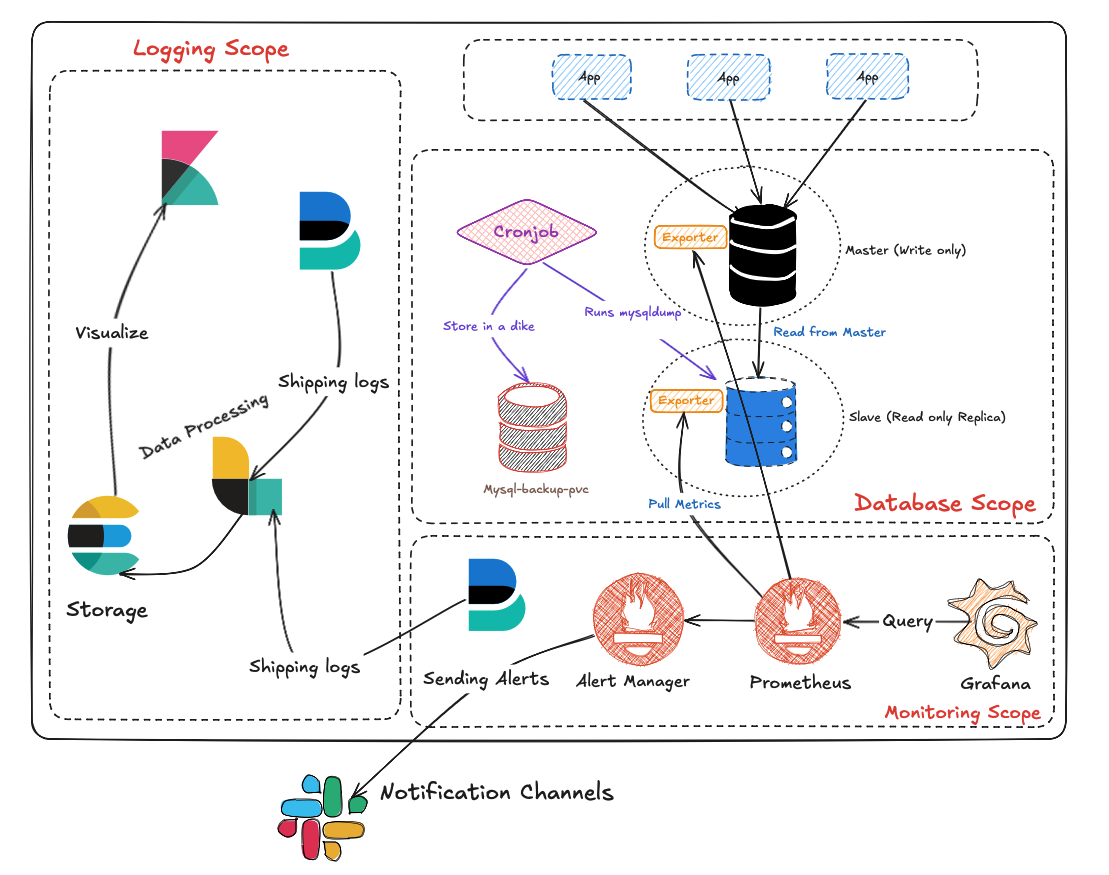 Logging Scope
App
App
App
Cronjob
Exporter
Master (Write only)
Store in a dike
Runs mysqldump
Read from Master
Visualize
Shipping logs
Data Processing
Exporter
Slave (Read only Replica)
Mysql-backup-pvc
Pull Metrics
Database Scope
Storage
Query
Shipping logs
Sending Alerts
Alert Manager
Prometheus
Grafana
Monitoring Scope
Notification Channels